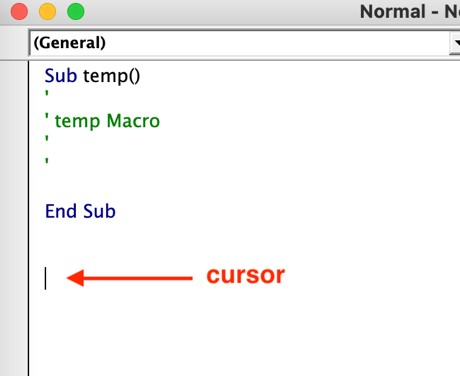 Normal - N
(General)
Sub temp()
'
' temp Macro
'
'
End Sub
cursor